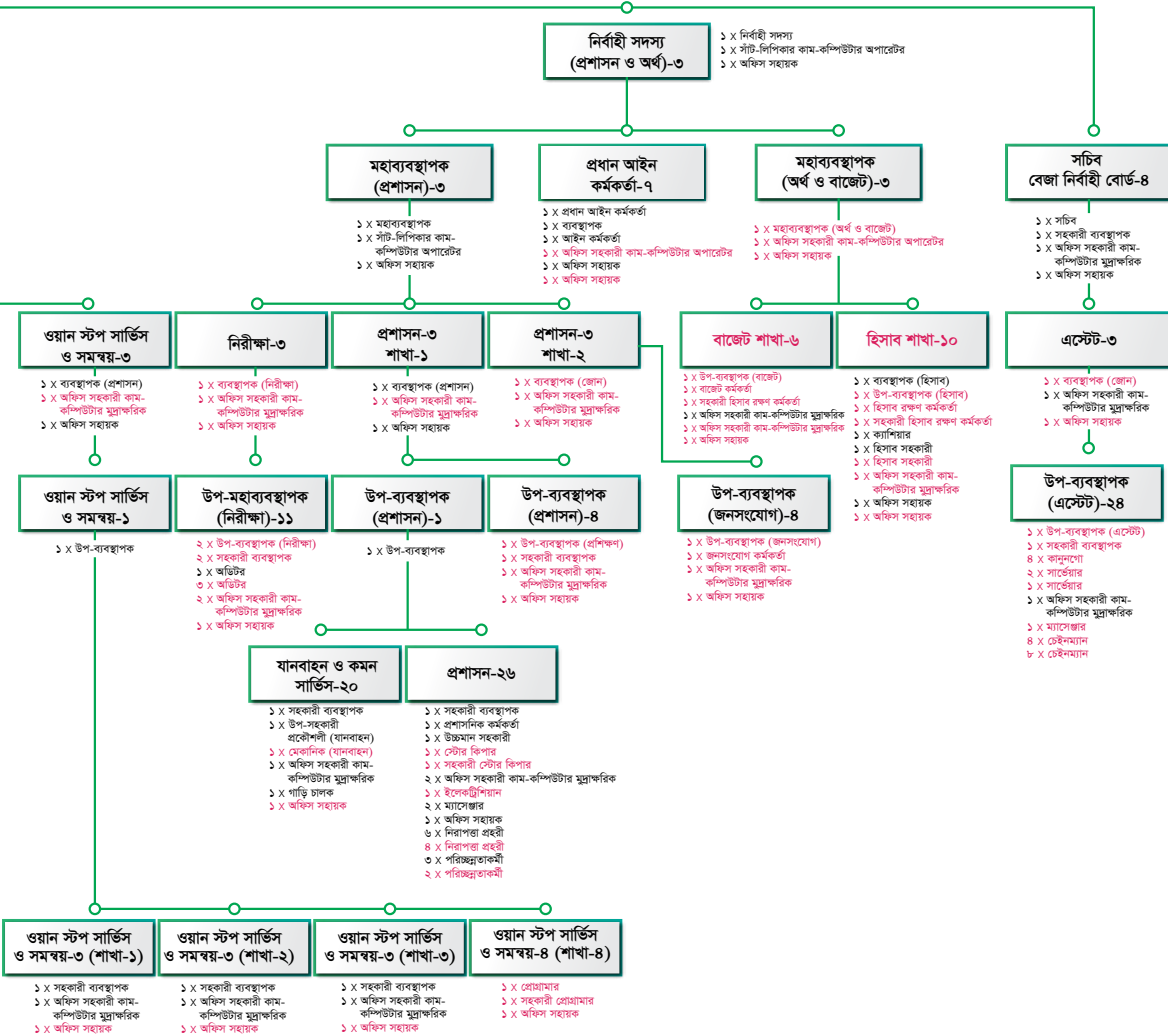 নির্বাহী সদস্য
(প্রশাসন ও অর্থ)-৩
১ X নির্বাহী সদস্য
১ X সাঁট-লিপিকার কাম-কম্পিউটার অপারেটর
১ X অফিস সহায়ক
মহাব্যবস্থাপক
(প্রশাসন)-৩
১ X মহাব্যবস্থাপক
১ X সাঁট-লিপিকার কাম-
কম্পিউটার অপারেটর
১ X অফিস সহায়ক
প্রধান আইন
কর্মকর্তা-৭
১ X প্রধান আইন কর্মকর্তা
১ X ব্যবস্থাপক
১ X আইন কর্মকর্তা
১ X অফিস সহকারী কাম-কম্পিউটার অপারেটর
১ X অফিস সহায়ক
১ X অফিস সহায়ক
মহাব্যবস্থাপক
(অর্থ ও বাজেট)-৩
১ X মহাব্যবস্থাপক (অর্থ ও বাজেট)
১ X অফিস সহকারী কাম-কম্পিউটার অপারেটর
১ X অফিস সহায়ক
সচিব
বেজা নির্বাহী বোর্ড-৪
১ X সচিব
১ X সহকারী ব্যবস্থাপক
১ X অফিস সহকারী কাম-
কম্পিউটার মুদ্রাক্ষরিক
১ X অফিস সহায়ক
ওয়ান স্টপ সার্ভিস
ও সমন্বয়-৩
১ X ব্যবস্থাপক (প্রশাসন)
১ X অফিস সহকারী কাম-
কম্পিউটার মুদ্রাক্ষরিক
১ X অফিস সহায়ক
নিরীক্ষা-৩
১ X ব্যবস্থাপক (নিরীক্ষা)
১ X অফিস সহকারী কাম-
কম্পিউটার মুদ্রাক্ষরিক
১ X অফিস সহায়ক
প্রশাসন-৩
শাখা-১
১ X ব্যবস্থাপক (প্রশাসন)
১ X অফিস সহকারী কাম-
কম্পিউটার মুদ্রাক্ষরিক
১ X অফিস সহায়ক
প্রশাসন-৩
শাখা-২
১ X ব্যবস্থাপক (জোন)
১ X অফিস সহকারী কাম-
কম্পিউটার মুদ্রাক্ষরিক
১ X অফিস সহায়ক
বাজেট শাখা-৬
১ X উপ-ব্যবস্থাপক (বাজেট)
১ X বাজেট কর্মকর্তা
১ X সহকারী হিসাব রক্ষণ কর্মকর্তা
১ X অফিস সহকারী কাম-কম্পিউটার মুদ্রাক্ষরিক
১ X অফিস সহকারী কাম-কম্পিউটার মুদ্রাক্ষরিক
১ X অফিস সহায়ক
হিসাব শাখা-১০
১ X ব্যবস্থাপক (হিসাব)
১ X উপ-ব্যবস্থাপক (হিসাব)
১ X হিসাব রক্ষণ কর্মকর্তা
১ X সহকারী হিসাব রক্ষণ কর্মকর্তা
১ X ক্যাশিয়ার
১ X হিসাব সহকারী
১ X হিসাব সহকারী
১ X অফিস সহকারী কাম-
কম্পিউটার মুদ্রাক্ষরিক
১ X অফিস সহায়ক
১ X অফিস সহায়ক
এস্টেট-৩
১ X ব্যবস্থাপক (জোন)
১ X অফিস সহকারী কাম-
কম্পিউটার মুদ্রাক্ষরিক
১ X অফিস সহায়ক
ওয়ান স্টপ সার্ভিস
ও সমন্বয়-১
১ X উপ-ব্যবস্থাপক
উপ-মহাব্যবস্থাপক
(নিরীক্ষা)-১১
২ X উপ-ব্যবস্থাপক (নিরীক্ষা)
২ X সহকারী ব্যবস্থাপক
১ X অডিটর
৩ X অডিটর
২ X অফিস সহকারী কাম-
কম্পিউটার মুদ্রাক্ষরিক
১ X অফিস সহায়ক
উপ-ব্যবস্থাপক
(প্রশাসন)-১
১ X উপ-ব্যবস্থাপক
উপ-ব্যবস্থাপক
(প্রশাসন)-৪
১ X উপ-ব্যবস্থাপক (প্রশিক্ষণ)
১ X সহকারী ব্যবস্থাপক
১ X অফিস সহকারী কাম-
কম্পিউটার মুদ্রাক্ষরিক
১ X অফিস সহায়ক
উপ-ব্যবস্থাপক
(জনসংযোগ)-৪
১ X উপ-ব্যবস্থাপক (জনসংযোগ)
১ X জনসংযোগ কর্মকর্তা
১ X অফিস সহকারী কাম-
কম্পিউটার মুদ্রাক্ষরিক
১ X অফিস সহায়ক
উপ-ব্যবস্থাপক
(এস্টেট)-২৪
১ X উপ-ব্যবস্থাপক (এস্টেট)
১ X সহকারী ব্যবস্থাপক
৪ X কানুনগো
২ X সার্ভেয়ার
১ X সার্ভেয়ার
১ X অফিস সহকারী কাম-
কম্পিউটার মুদ্রাক্ষরিক
১ X ম্যাসেঞ্জার
৪ X চেইনম্যান
৮ X চেইনম্যান
যানবাহন ও কমন
সার্ভিস-২০
১ X সহকারী ব্যবস্থাপক
১ X উপ-সহকারী
প্রকৌশলী (যানবাহন)
১ X মেকানিক (যানবাহন)
১ X অফিস সহকারী কাম-
কম্পিউটার মুদ্রাক্ষরিক
১ X গাড়ি চালক
১ X অফিস সহায়ক
প্রশাসন-২৬
১ X সহকারী ব্যবস্থাপক
১ X প্রশাসনিক কর্মকর্তা
১ X উচ্চমান সহকারী
১ X স্টোর কিপার
১ X সহকারী স্টোর কিপার
২ X অফিস সহকারী কাম-কম্পিউটার মুদ্রাক্ষরিক
১ X ইলেকট্রিশিয়ান
২ X ম্যাসেঞ্জার
১ X অফিস সহায়ক
৬ X নিরাপত্তা প্রহরী
৪ X নিরাপত্তা প্রহরী
৩ X পরিচ্ছন্নতাকর্মী
২ X পরিচ্ছন্নতাকর্মী
ওয়ান স্টপ সার্ভিস
ও সমন্বয়-৩ (শাখা-১)
১ X সহকারী ব্যবস্থাপক
১ X অফিস সহকারী কাম-
কম্পিউটার মুদ্রাক্ষরিক
১ X অফিস সহায়ক
ওয়ান স্টপ সার্ভিস
ও সমন্বয়-৩ (শাখা-২)
১ X সহকারী ব্যবস্থাপক
১ X অফিস সহকারী কাম-
কম্পিউটার মুদ্রাক্ষরিক
১ X অফিস সহায়ক
ওয়ান স্টপ সার্ভিস
ও সমন্বয়-৩ (শাখা-৩)
১ X সহকারী ব্যবস্থাপক
১ X অফিস সহকারী কাম-
কম্পিউটার মুদ্রাক্ষরিক
১ X অফিস সহায়ক
ওয়ান স্টপ সার্ভিস
ও সমন্বয়-৪ (শাখা-৪)
১ X প্রোগ্রামার
১ X সহকারী প্রোগ্রামার
১ X অফিস সহায়ক